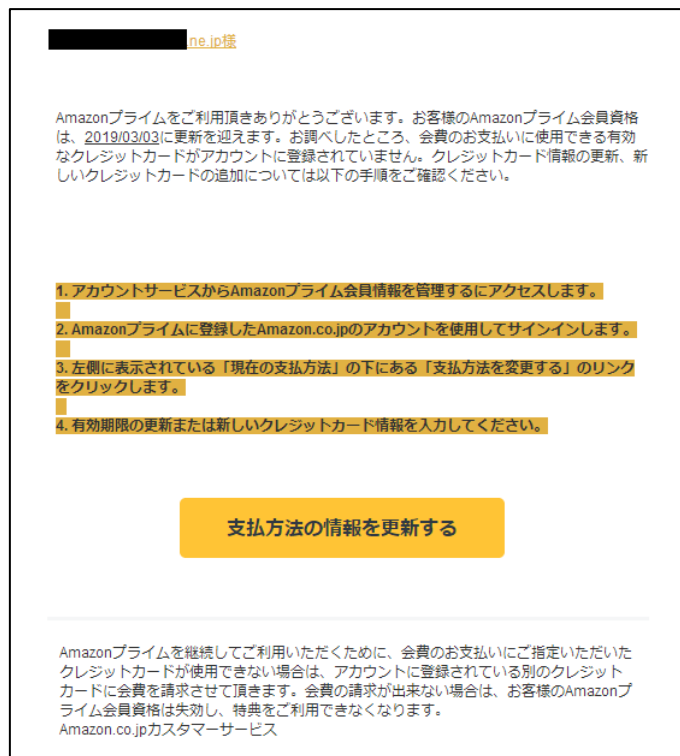 .ne.jp様
Amazonプライムをご利用頂きありがとうございます。お客様のAmazonプライム会員資格
は、2019/03/03に更新を迎えます。お調べしたところ、会費のお支払いに使用できる有効
なクレジットカードがアカウントに登録されていません。クレジットカード情報の更新、新
しいクレジットカードの追加については以下の手順をご確認ください。
1. アカウントサービスからAmazonプライム会員情報を管理するにアクセスします。
2. Amazonプライムに登録したAmazon.co.jpのアカウントを使用してサインインします。
3. 左側に表示されている「現在の支払方法」の下にある「支払方法を変更する」のリンク
をクリックします。
4. 有効期限の更新または新しいクレジットカード情報を入力してください。
支払方法の情報を更新する
Amazonプライムを継続してご利用いただくために、会費のお支払いにご指定いただいた
クレジットカードが使用できない場合は、アカウントに登録されている別のクレジット
カードに会費を請求させて頂きます。会費の請求が出来ない場合は、お客様のAmazonプ
ライム会員資格は失効し、特典をご利用できなくなります。
Amazon.co.jpカスタマーサービス